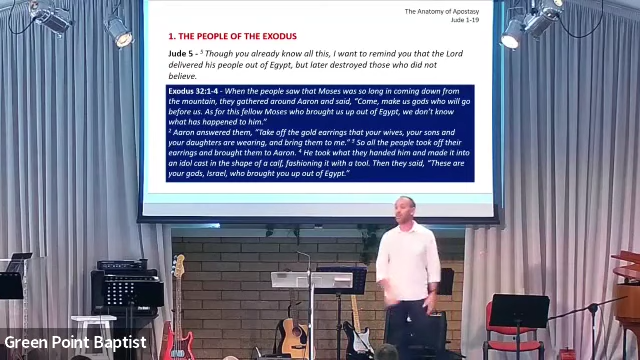 The Anatomy of Apostasy
Jude 1-19
1. THE PEOPLE OF THE EXODUS
Jude 5 - 5 Though you already know all this, I want to remind you that the Lord
delivered his people out of Egypt, but later destroyed those who did not
believe.
Exodus 32:1-4 - When the people saw that Moses was so long in coming down from
the mountain, they gathered around Aaron and said, “Come, make us gods who will go
before us. As for this fellow Moses who brought us up out of Egypt, we don’t know
what has happened to him.”
2 Aaron answered them, “Take off the gold earrings that your wives, your sons and
your daughters are wearing, and bring them to me.” 3 So all the people took off their
earrings and brought them to Aaron. 4 He took what they handed him and made it into
an idol cast in the shape of a calf, fashioning it with a tool. Then they said, “These are
your gods, Israel, who brought you up out of Egypt.”
Green Point Baptist